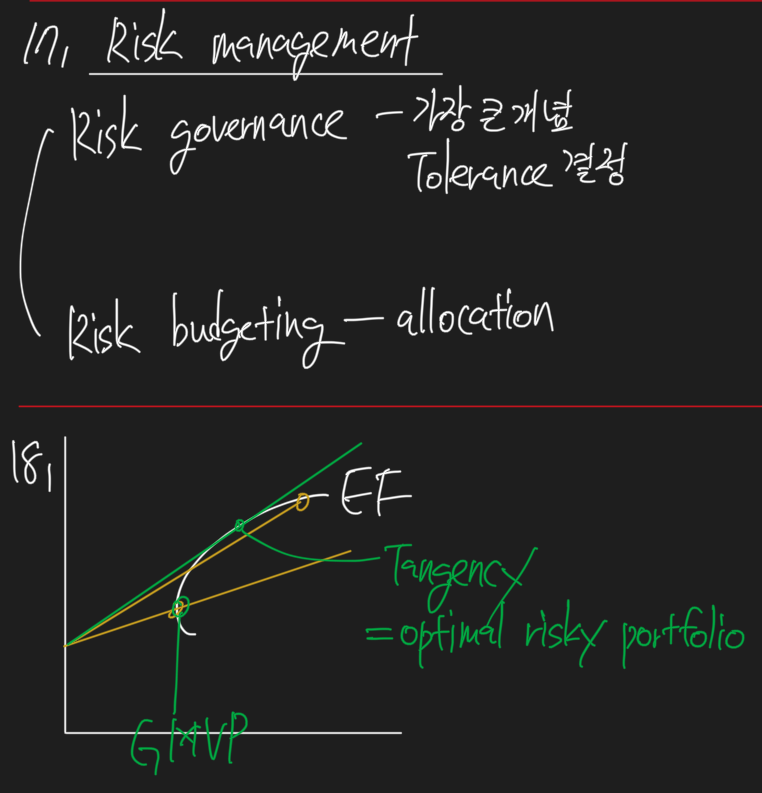 17, Risk management
Risk governance - 가장 큰 개념
Tolerance 결정
Risk budgeting - allocation
18,
EF
Tangency
= optimal risky portfolio
GMVP